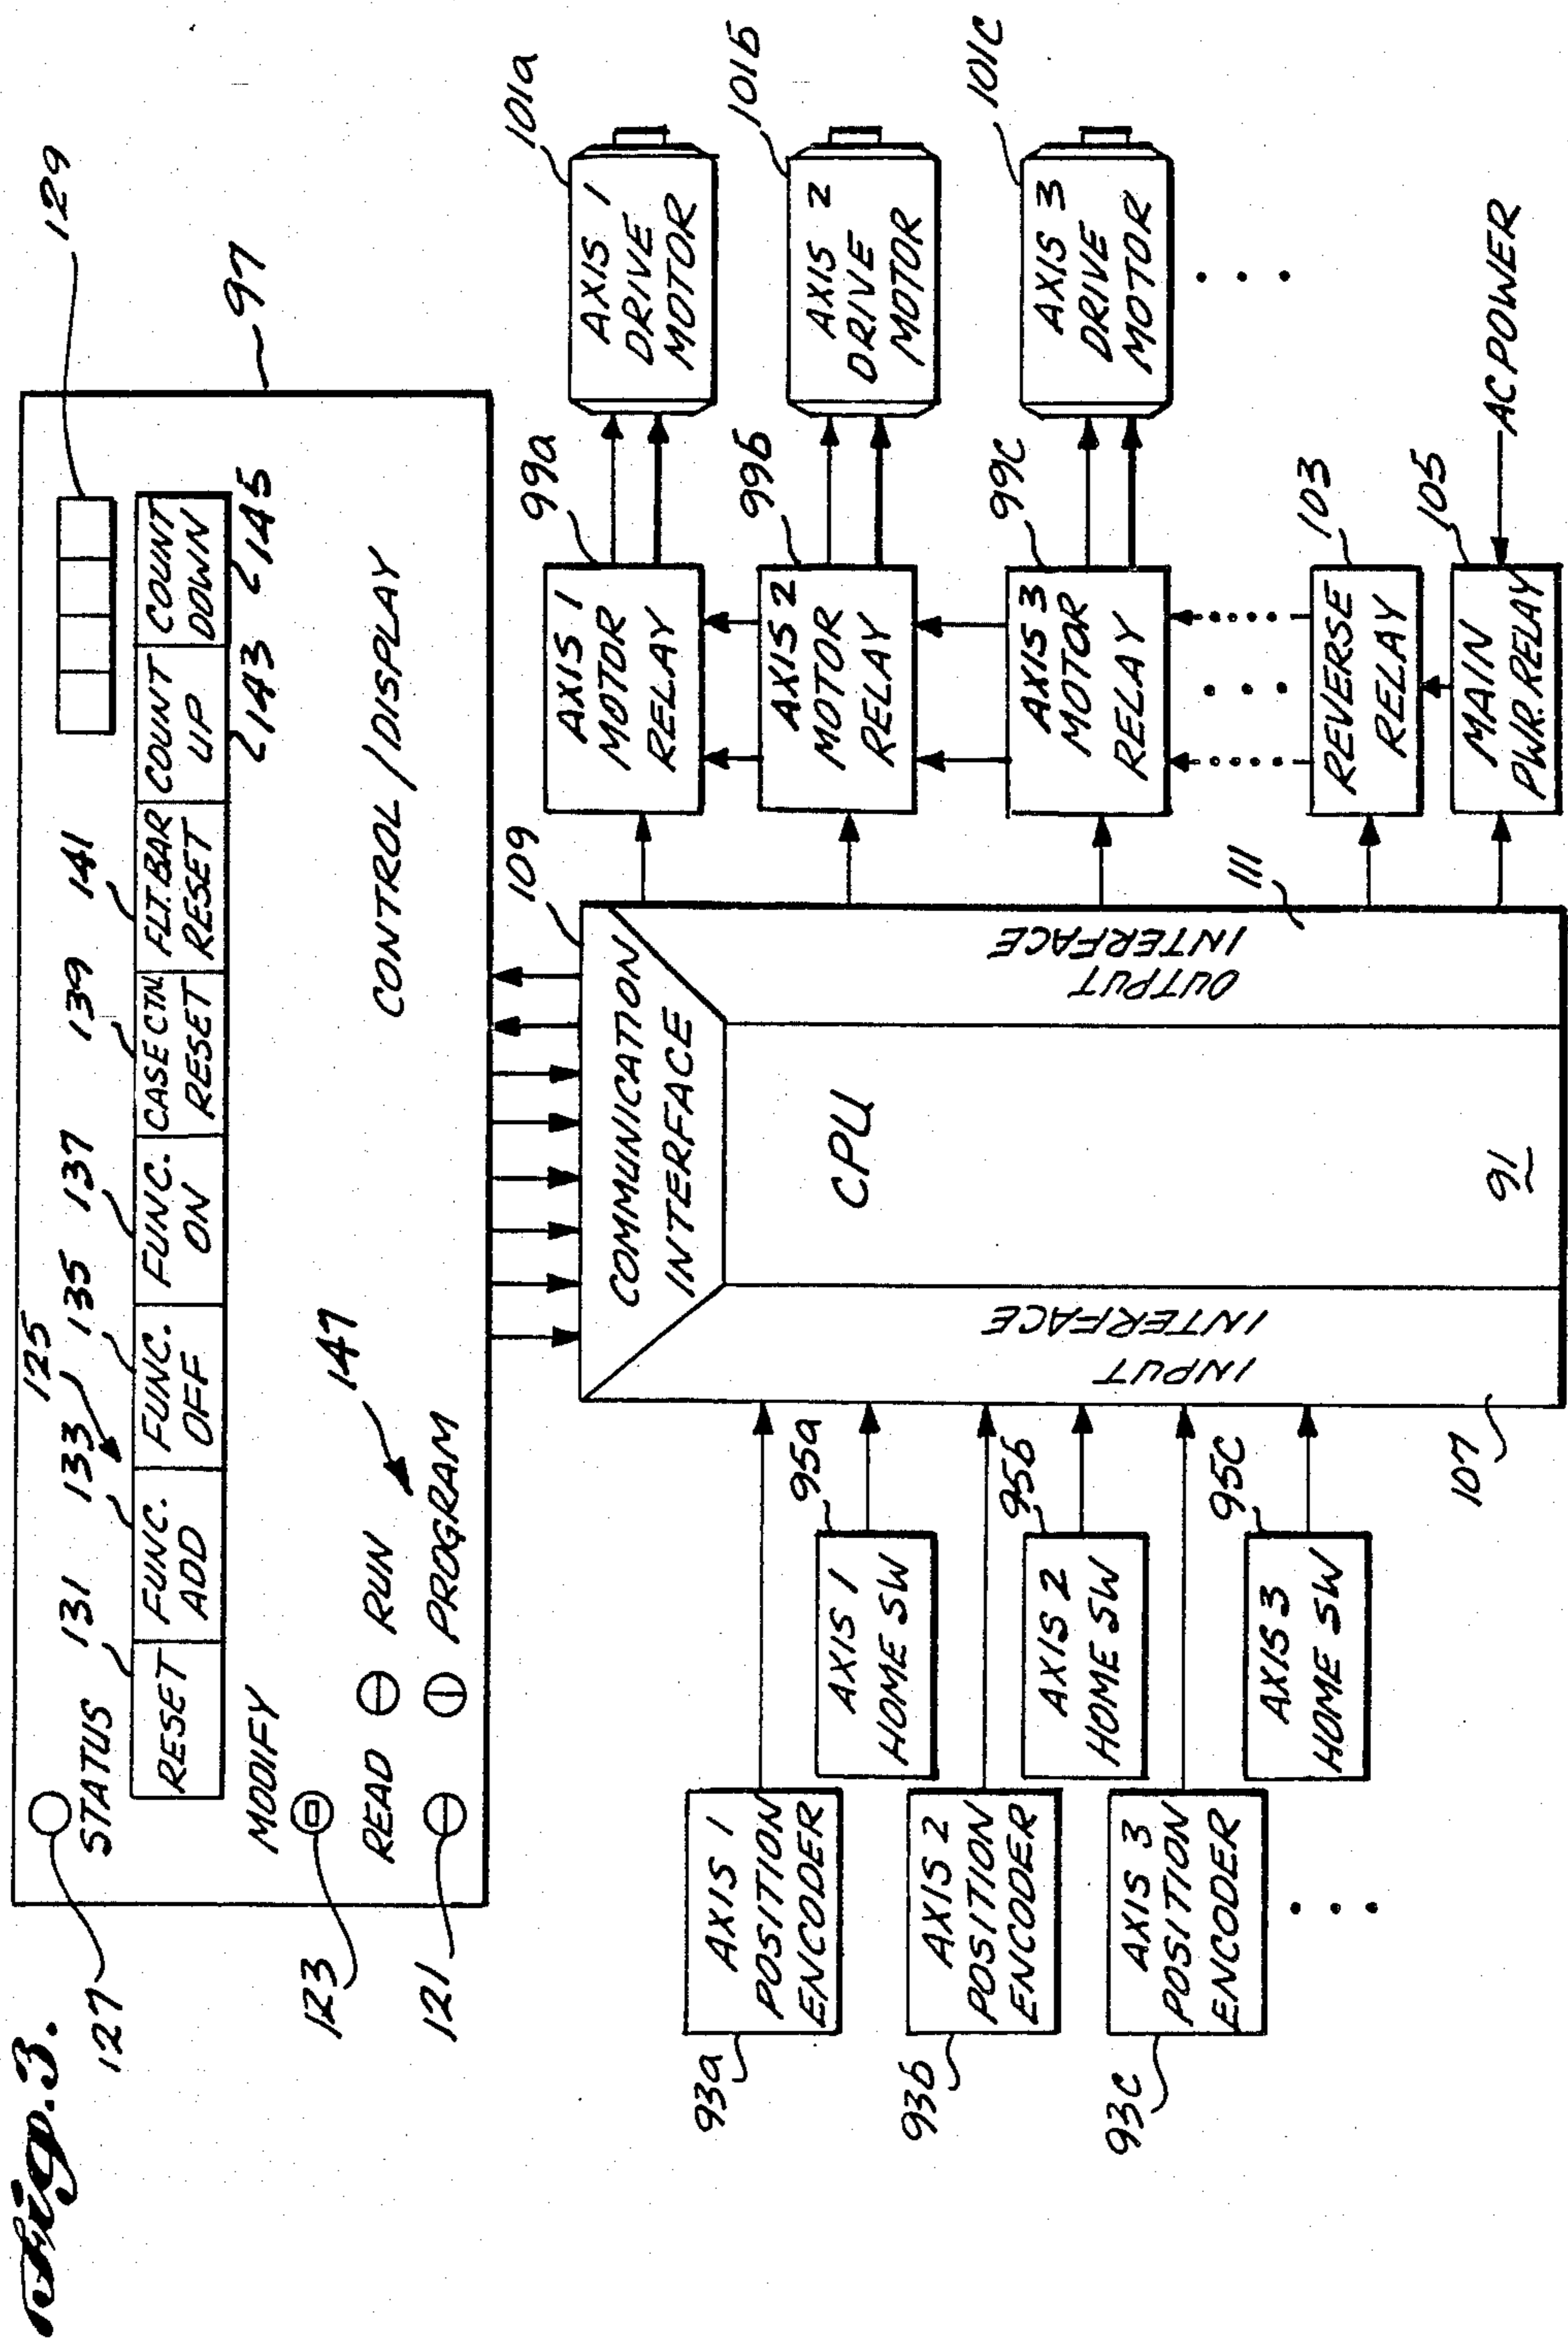 Fig. 3.
127
STATUS
125
129
131
133
135
137
139
141
RESET
FUNC. ADD
FUNC. OFF
FUNC. ON
CASE CTN. RESET
FLT. BAR RESET
COUNT UP
COUNT DOWN
143
145
97
MODIFY
123
READ
RUN
147
121
PROGRAM
CONTROL/DISPLAY
109
COMMUNICATION
INTERFACE
CPU
91
INPUT
INTERFACE
107
OUTPUT
INTERFACE
111
93a
AXIS 1
POSITION
ENCODER
95a
AXIS 1
HOME SW
93b
AXIS 2
POSITION
ENCODER
95b
AXIS 2
HOME SW
93c
AXIS 3
POSITION
ENCODER
95c
AXIS 3
HOME SW
99a
AXIS 1
MOTOR
RELAY
101a
AXIS 1
DRIVE
MOTOR
99b
AXIS 2
MOTOR
RELAY
101b
AXIS 2
DRIVE
MOTOR
99c
AXIS 3
MOTOR
RELAY
101c
AXIS 3
DRIVE
MOTOR
103
REVERSE
RELAY
105
MAIN
PWR. RELAY
AC POWER